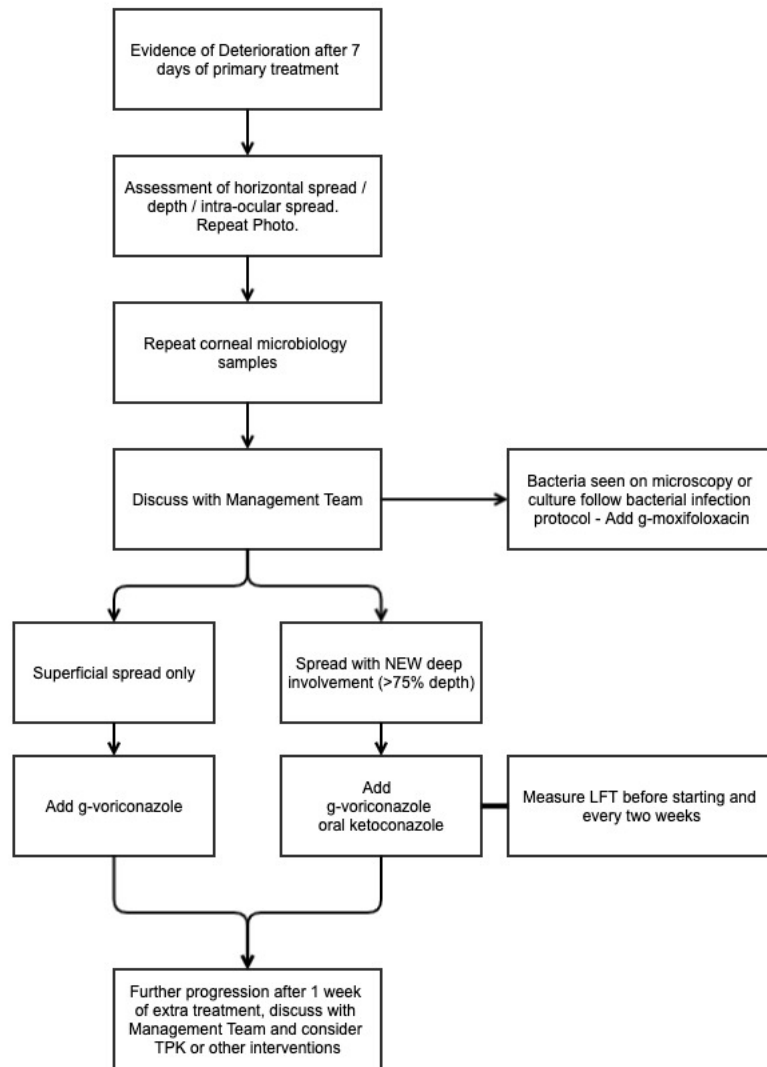 Evidence of Deterioration after 7
days of primary treatment
Assessment of horizontal spread /
depth / intra-ocular spread.
Repeat Photo.
Repeat corneal microbiology
samples
Discuss with Management Team
Bacteria seen on microscopy or
culture follow bacterial infection
protocol - Add g-moxifoloxacin
Superficial spread only
Spread with NEW deep
involvement (>75% depth)
Add g-voriconazole
Add
g-voriconazole
oral ketoconazole
Measure LFT before starting and
every two weeks
Further progression after 1 week
of extra treatment, discuss with
Management Team and consider
TPK or other interventions